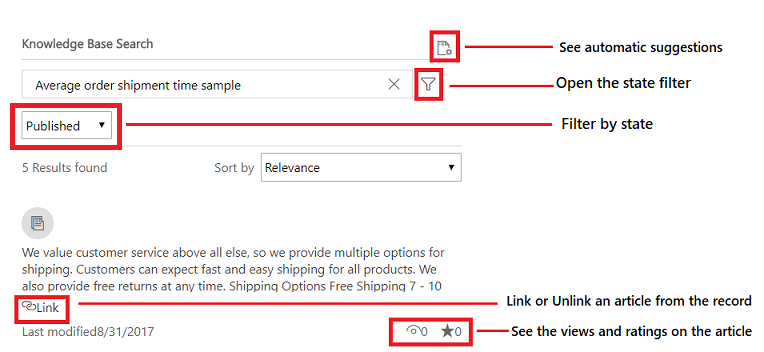 Knowledge Base Search
See automatic suggestions
Average order shipment time sample
Open the state filter
Published
Filter by state
5 Results found Sort by Relevance
We value customer service above all else, so we provide multiple options for
shipping. Customers can expect fast and easy shipping for all products. We
also provide free returns at any time. Shipping Options Free Shipping 7 - 10
Link
Link or Unlink an article from the record
Last modified8/31/2017 0 0
See the views and ratings on the article